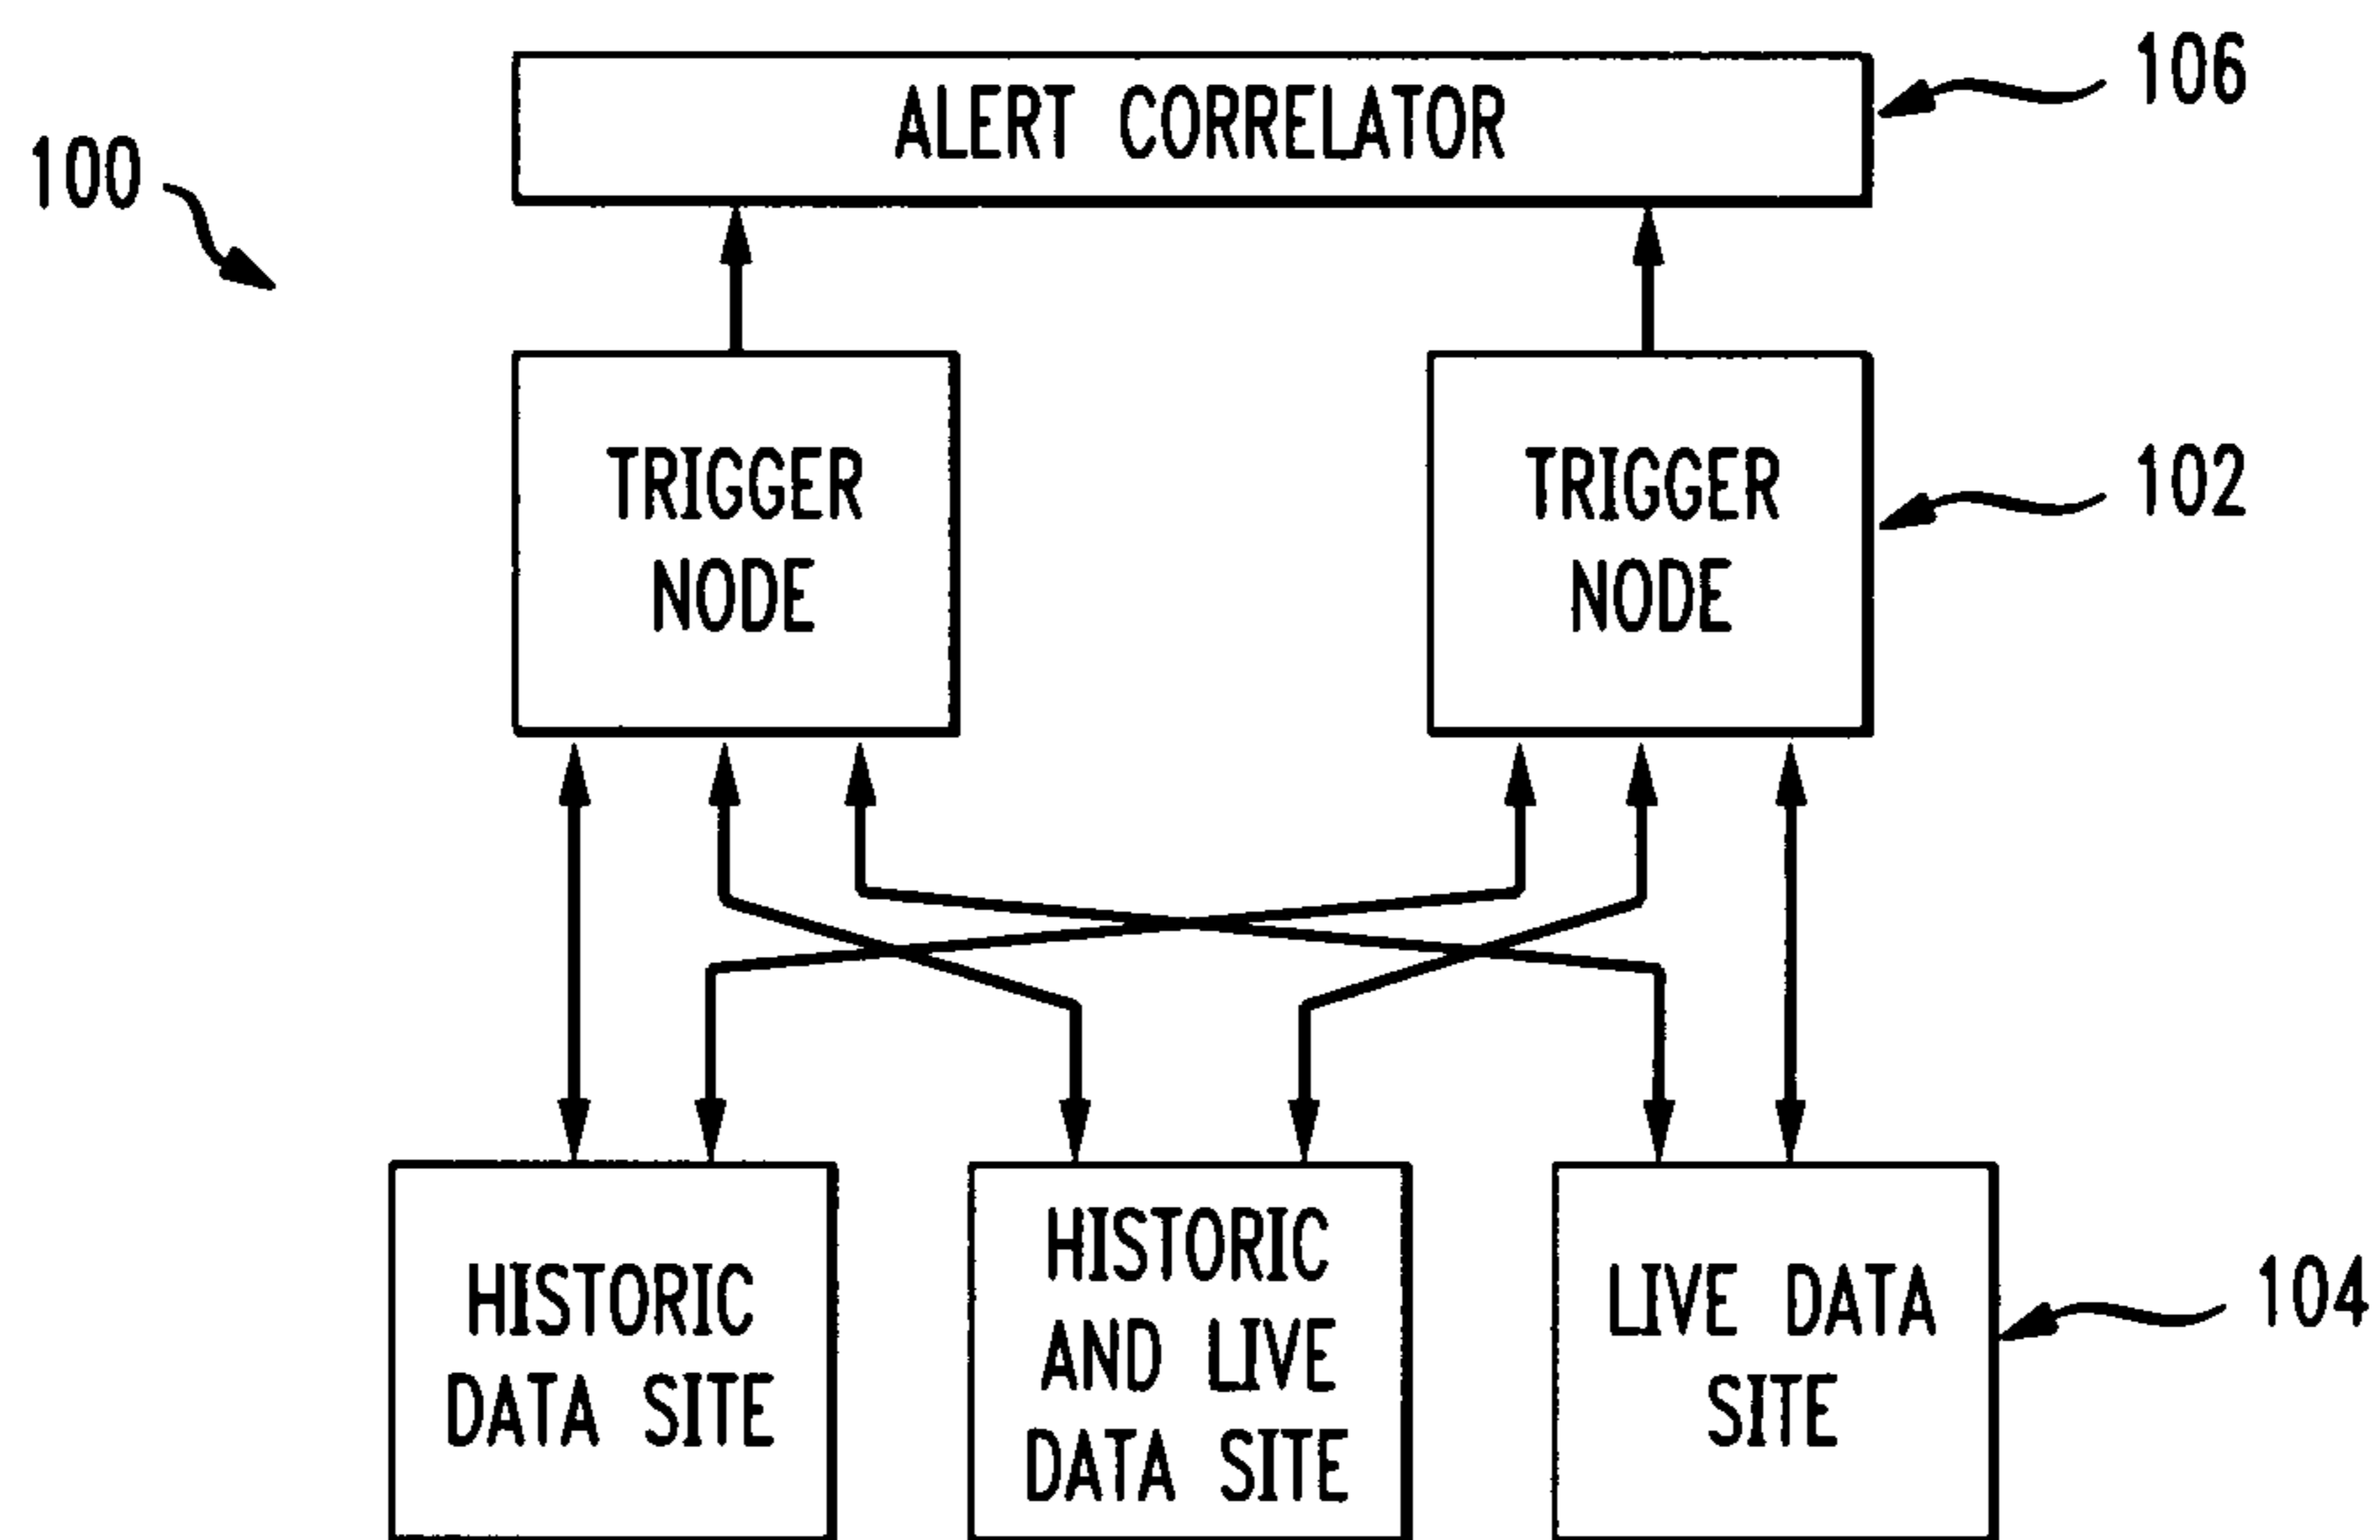 106
ALERT CORRELATOR
100
TRIGGER
NODE
TRIGGER
NODE
102
HISTORIC
DATA SITE
HISTORIC
AND LIVE
DATA SITE
LIVE DATA
SITE
104